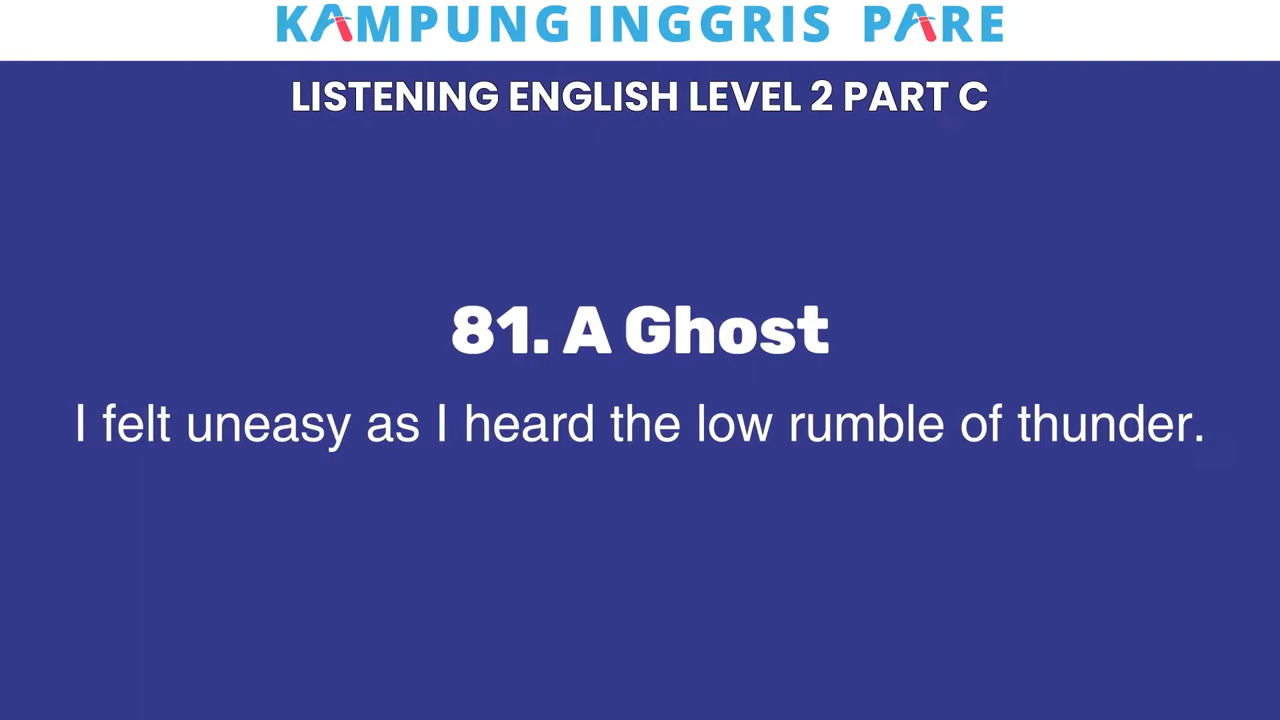 KAMPUNG INGGRIS PARE
LISTENING ENGLISH LEVEL 2 PART C
81. A Ghost
I felt uneasy as I heard the low rumble of thunder.